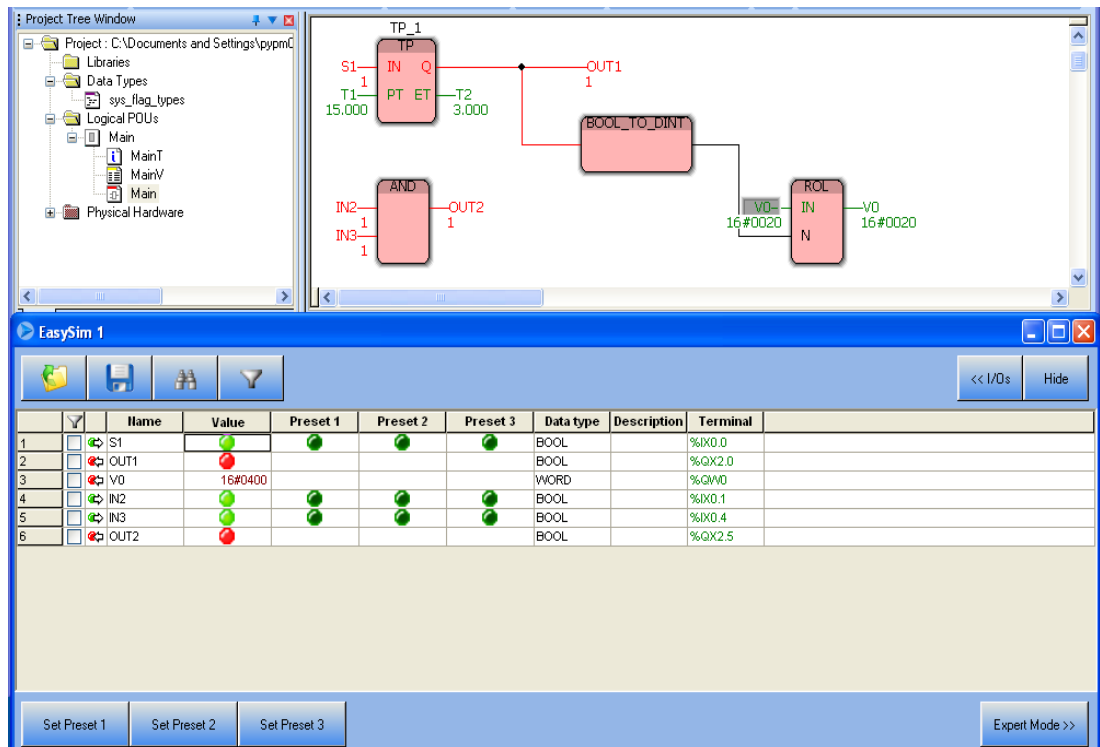 Project Tree Window
Project : C:\Documents and Settings\pypm
Libraries
Data Types
sys_flag_types
Logical POUs
Main
MainT
MainV
Main
Physical Hardware
TP_1
TP
S1 IN Q OUT1
1 1
T1 PT ET T2
15.000 3.000
BOOL_TO_DINT
AND
IN2 OUT2
1 1
IN3
1
ROL
V0 IN V0
16#0020 16#0020
N
EasySim 1
<< I/Os Hide
Name Value Preset 1 Preset 2 Preset 3 Data type Description Terminal
1 S1 BOOL %IX0.0
2 OUT1 BOOL %QX2.0
3 V0 16#0400 WORD %QW0
4 IN2 BOOL %IX0.1
5 IN3 BOOL %IX0.4
6 OUT2 BOOL %QX2.5
Set Preset 1 Set Preset 2 Set Preset 3 Expert Mode >>